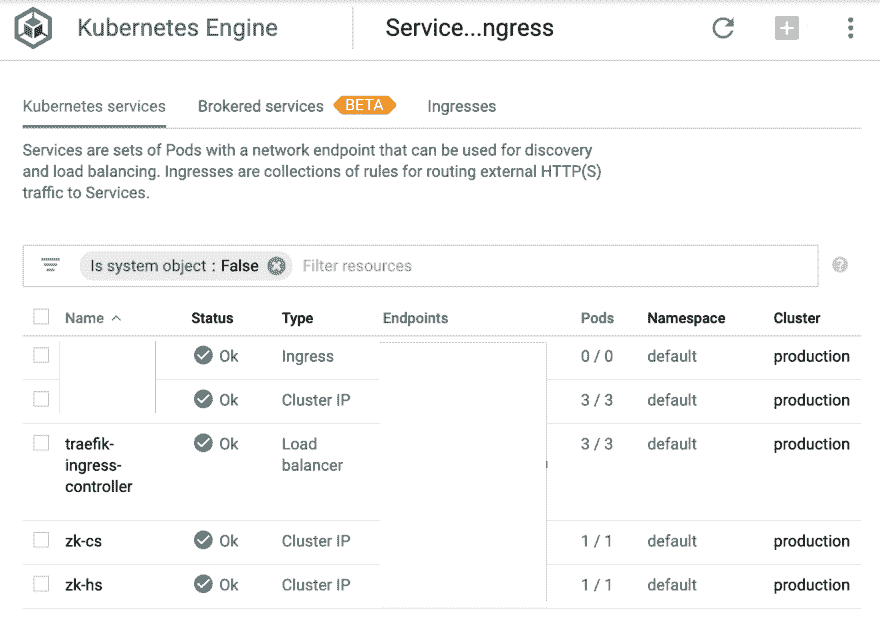 Kubernetes Engine
Service...ngress
Kubernetes services
Brokered services
BETA
Ingresses
Services are sets of Pods with a network endpoint that can be used for discovery
and load balancing. Ingresses are collections of rules for routing external HTTP(S)
traffic to Services.
Is system object : False
Filter resources
Name Status Type Endpoints Pods Namespace Cluster
Ok Ingress 0 / 0 default production
Ok Cluster IP 3 / 3 default production
traefik- Ok Load 3 / 3 default production
ingress- balancer
controller
zk-cs Ok Cluster IP 1 / 1 default production
zk-hs Ok Cluster IP 1 / 1 default production